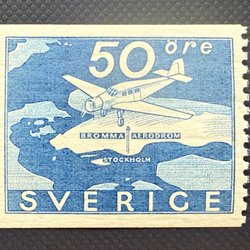 50 öre
BROMMA AERODROM
STOCKHOLM
SVERIGE